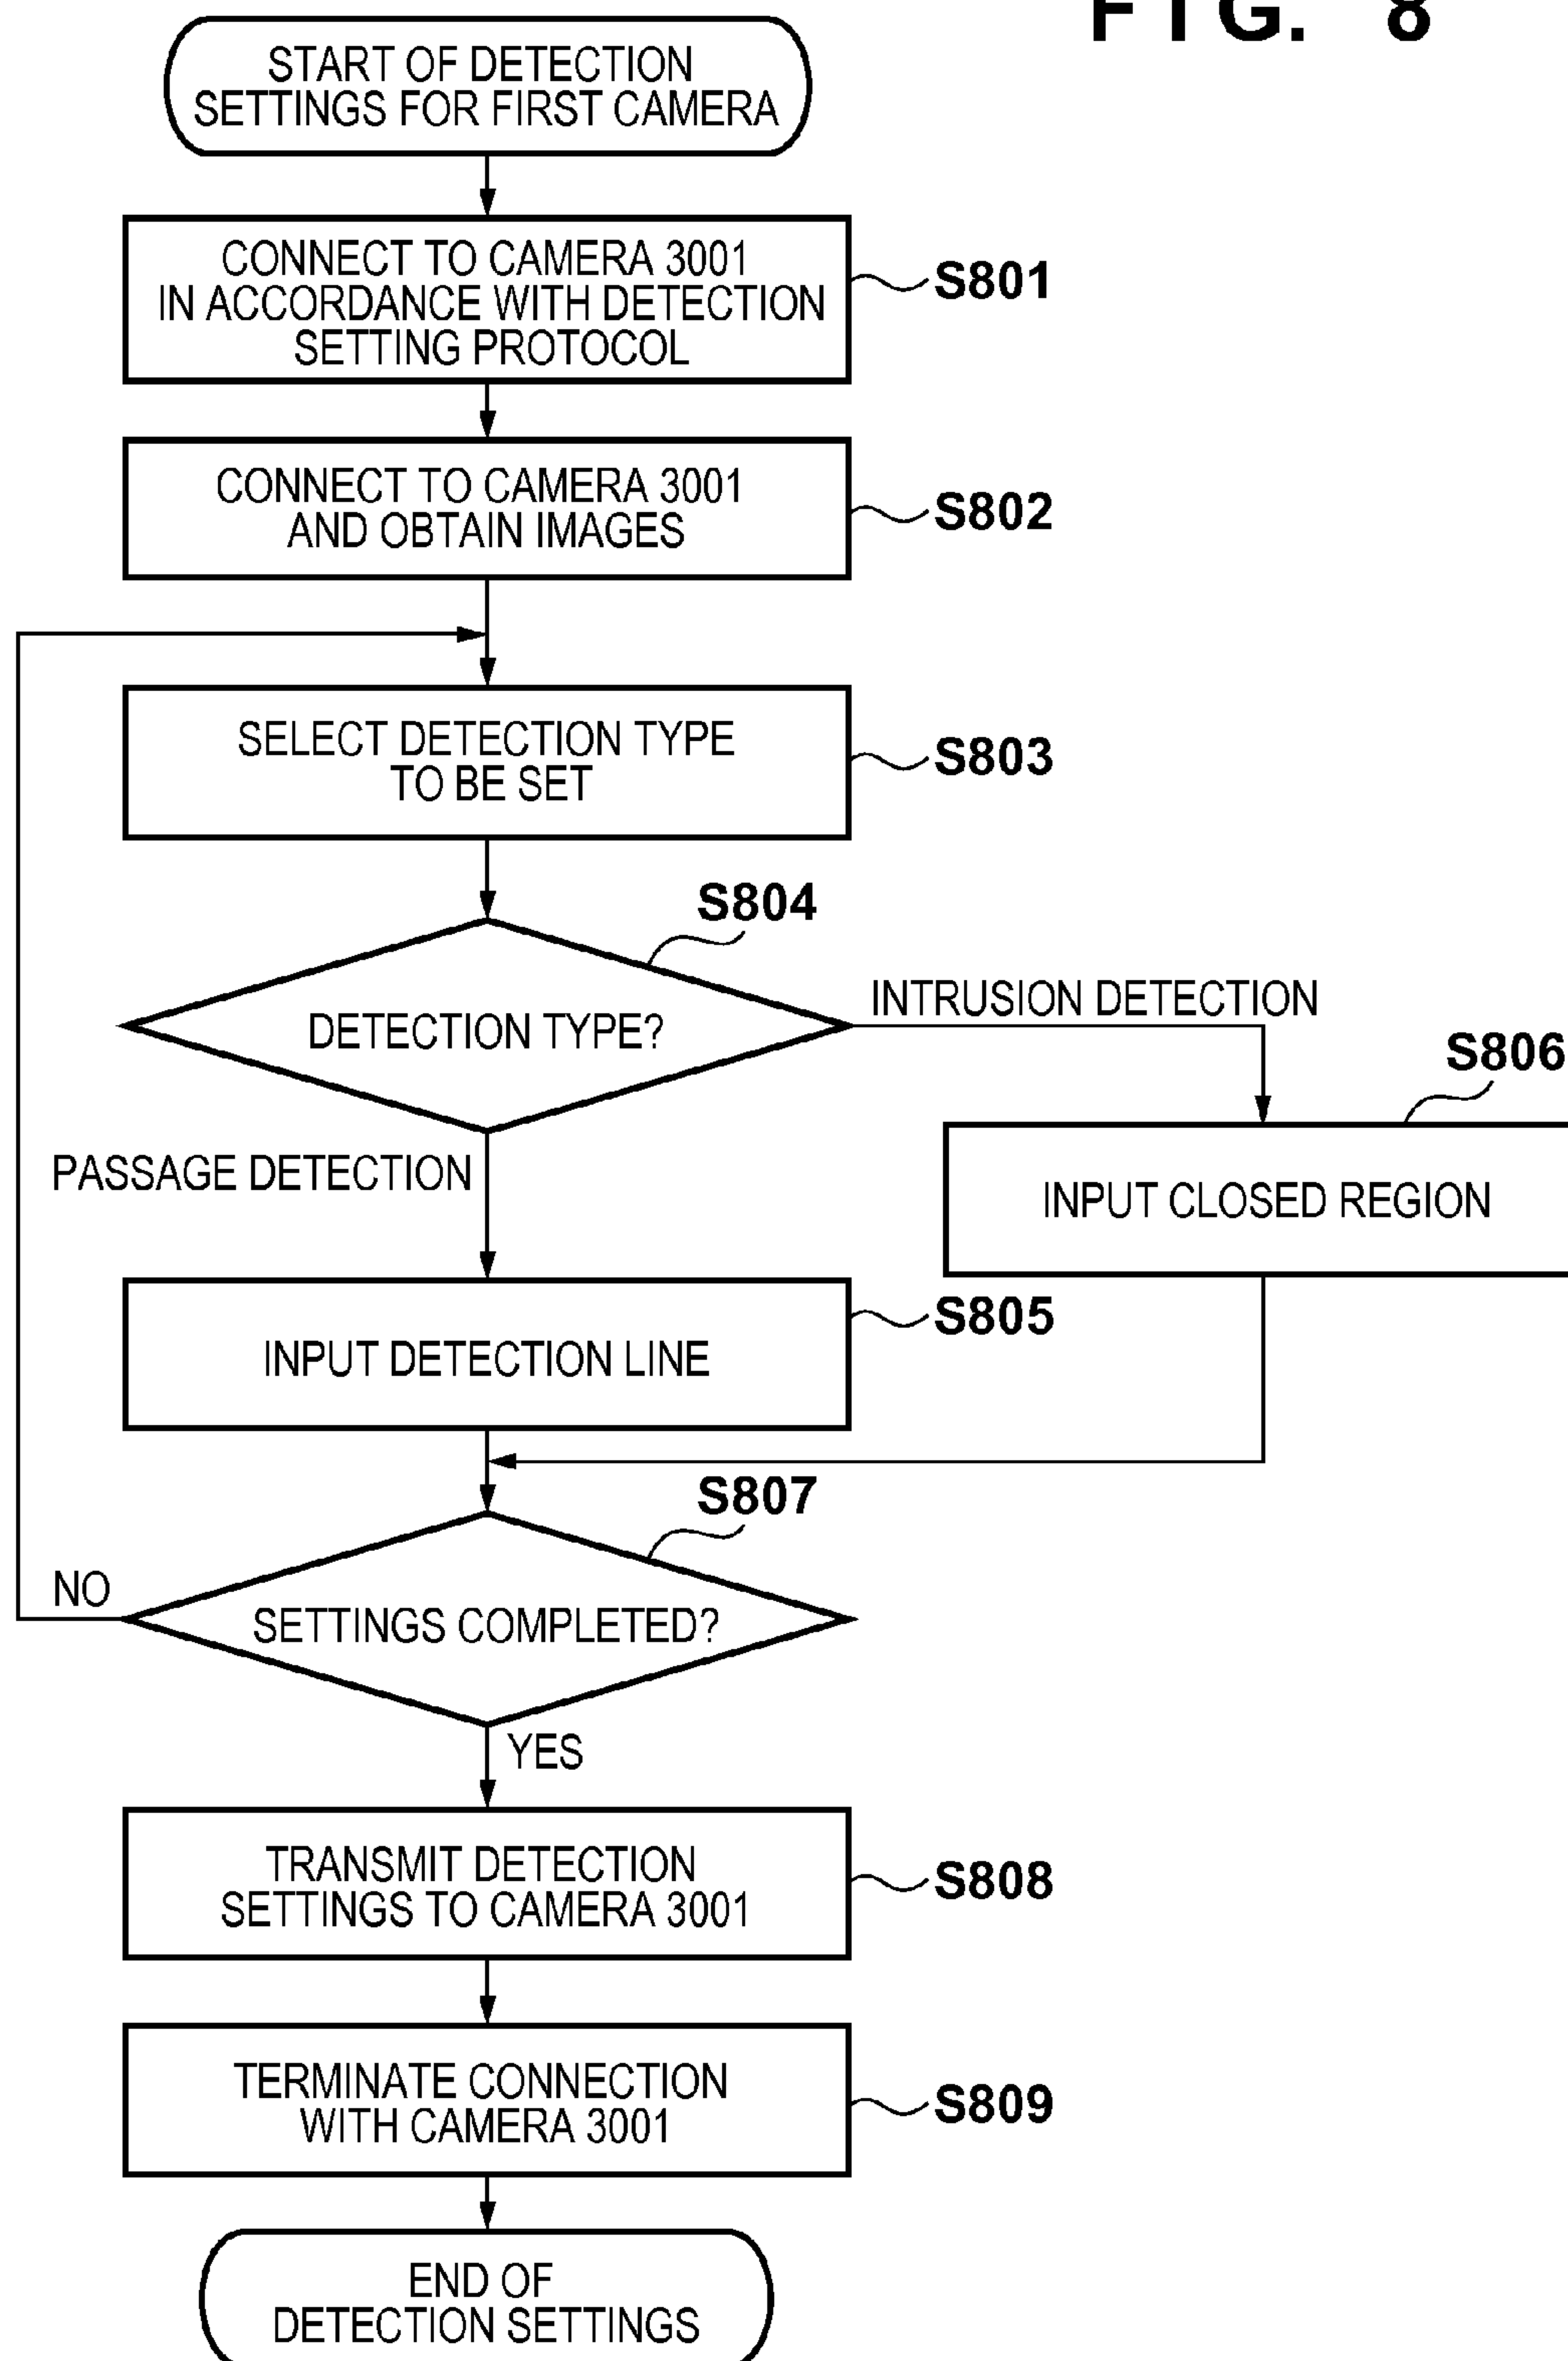 FIG. 8
START OF DETECTION
SETTINGS FOR FIRST CAMERA
CONNECT TO CAMERA 3001
IN ACCORDANCE WITH DETECTION
SETTING PROTOCOL
S801
CONNECT TO CAMERA 3001
AND OBTAIN IMAGES
S802
SELECT DETECTION TYPE
TO BE SET
S803
S804
DETECTION TYPE?
INTRUSION DETECTION
S806
PASSAGE DETECTION
INPUT CLOSED REGION
S805
INPUT DETECTION LINE
S807
NO
SETTINGS COMPLETED?
YES
TRANSMIT DETECTION
SETTINGS TO CAMERA 3001
S808
TERMINATE CONNECTION
WITH CAMERA 3001
S809
END OF
DETECTION SETTINGS